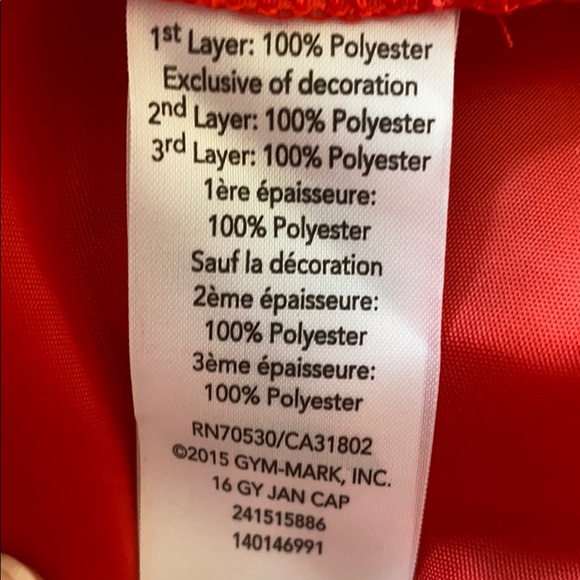 1st Layer: 100% Polyester
Exclusive of decoration
2nd Layer: 100% Polyester
3rd Layer: 100% Polyester
1ère épaisseure:
100% Polyester
Sauf la décoration
2ème épaisseure:
100% Polyester
3ème épaisseure:
100% Polyester
RN70530/CA31802
©2015 GYM-MARK, INC.
16 GY JAN CAP
241515886
140146991